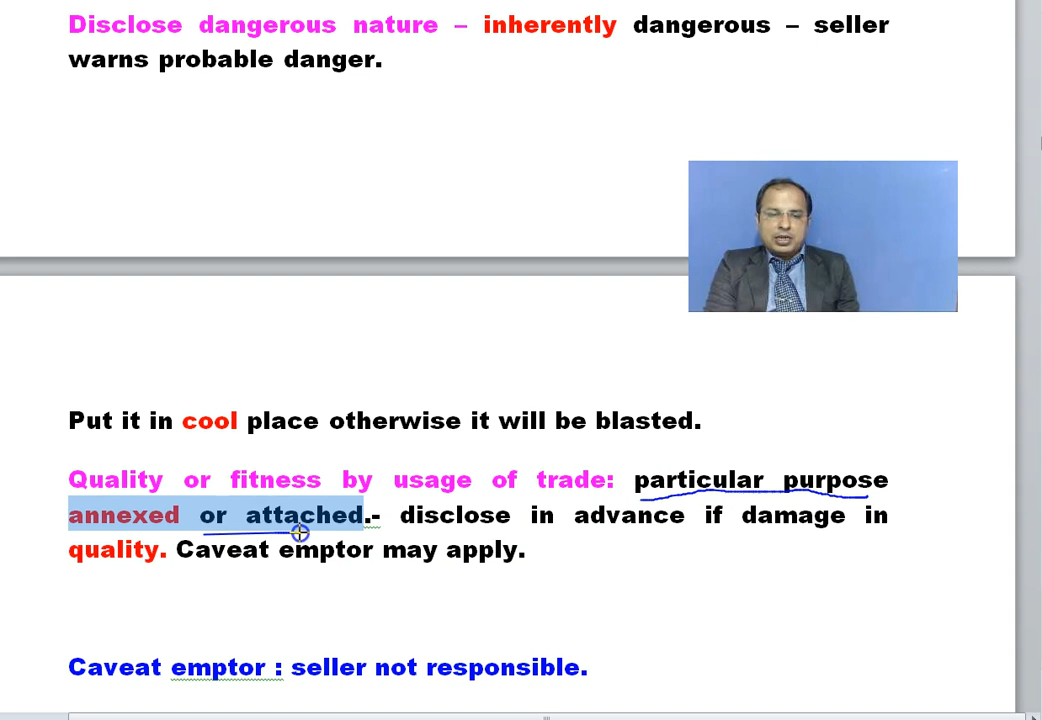 Disclose dangerous nature – inherently dangerous – seller
warns probable danger.
Put it in cool place otherwise it will be blasted.
Quality or fitness by usage of trade: particular purpose
annexed or attached.- disclose in advance if damage in
quality. Caveat emptor may apply.
Caveat emptor : seller not responsible.